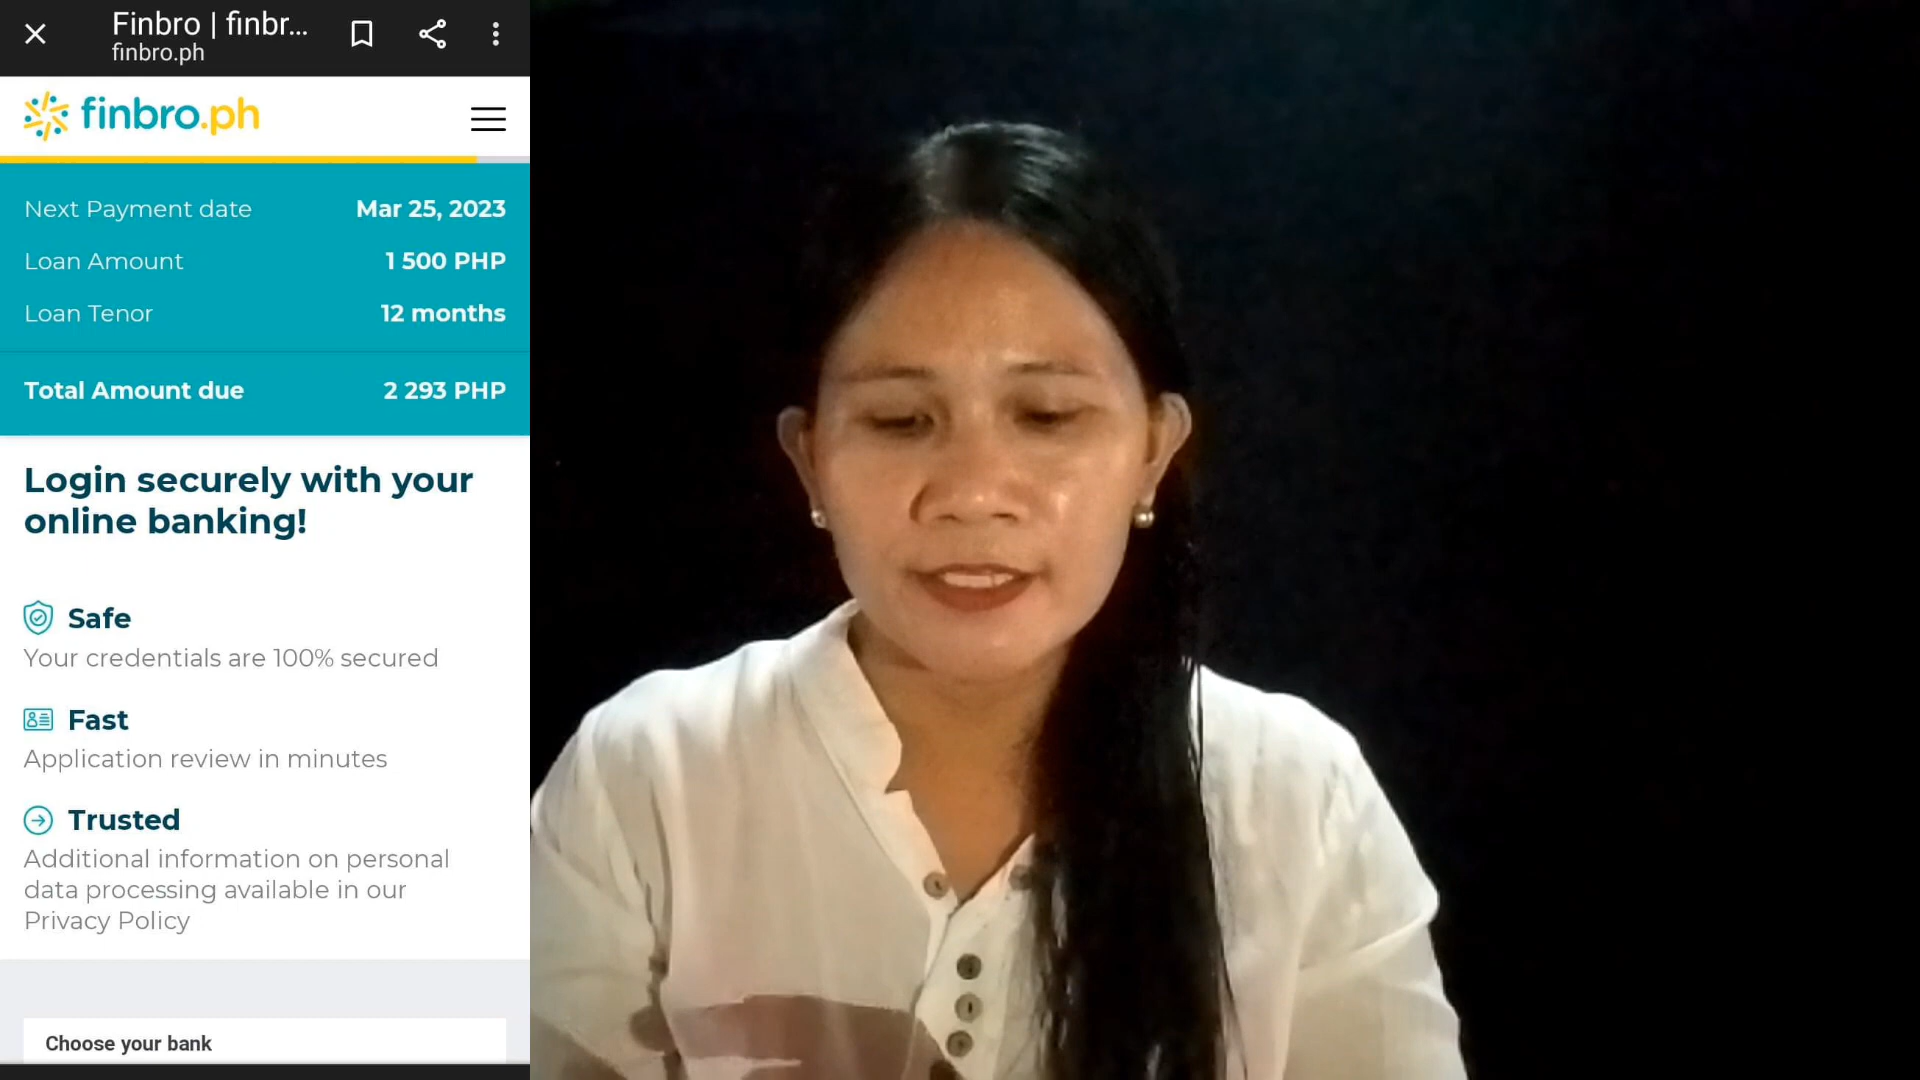 Finbro | finbr...
finbro.ph
finbro.ph
Next Payment date Mar 25, 2023
Loan Amount 1 500 PHP
Loan Tenor 12 months
Total Amount due 2 293 PHP
Login securely with your
online banking!
Safe
Your credentials are 100% secured
Fast
Application review in minutes
Trusted
Additional information on personal
data processing available in our
Privacy Policy
Choose your bank